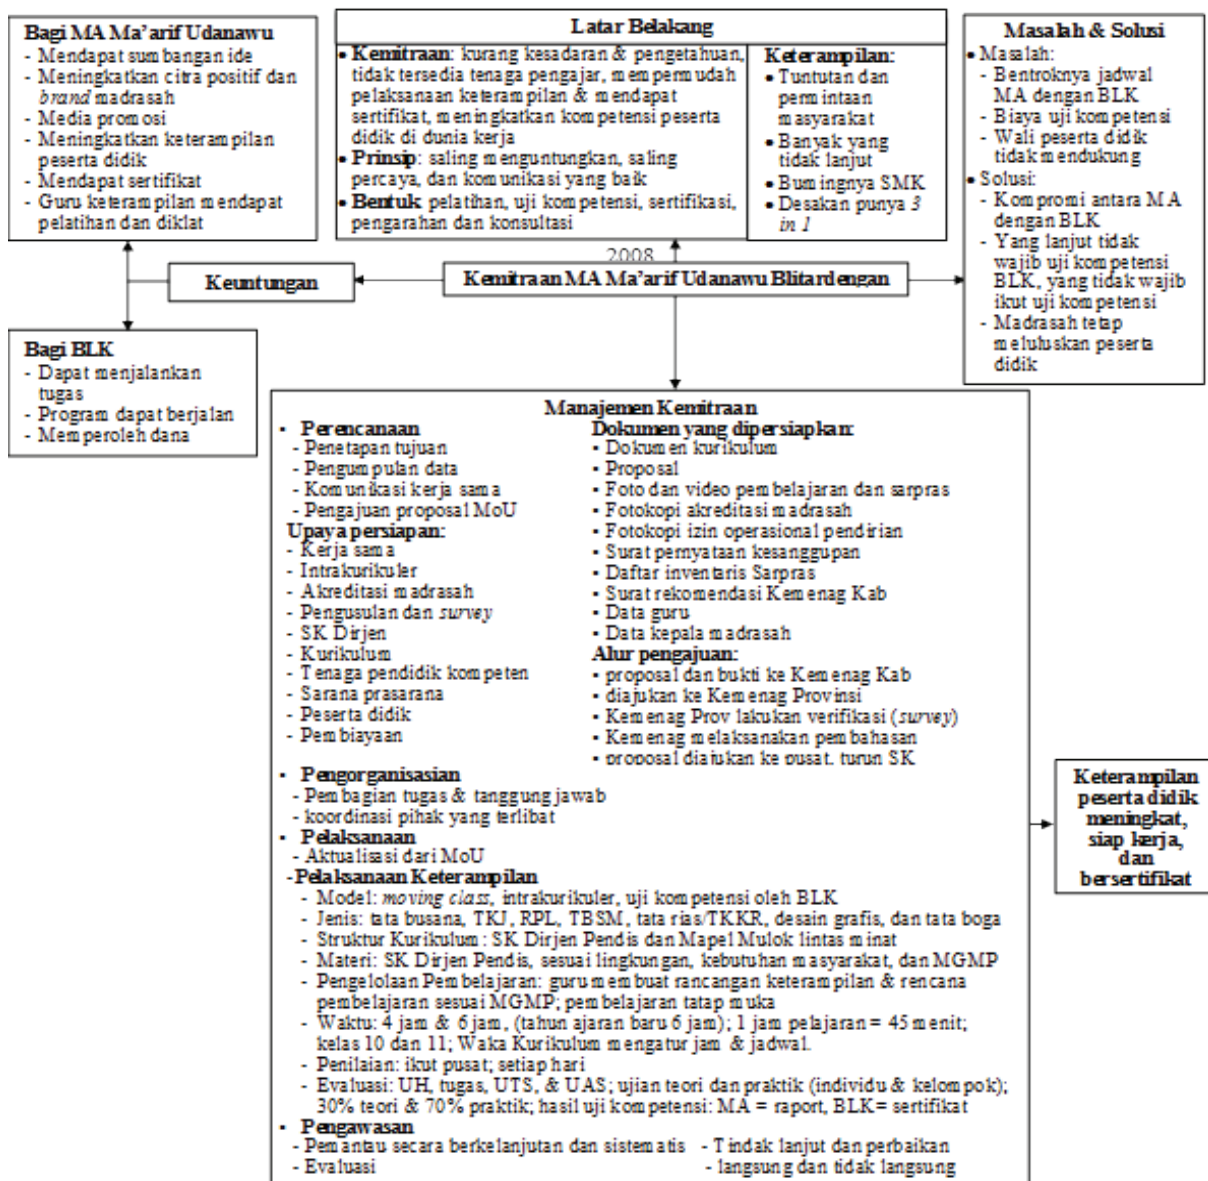 Bagi MA Ma'arif Udanawu
- Mendapat sumbangan ide
- Meningkatkan citra positif dan
brand madrasah
- Media promosi
- Meningkatkan keterampilan
peserta didik
- Mendapat sertifikat
- Guru keterampilan mendapat
pelatihan dan diklat
Latar Belakang
• Kemitraan: kurang kesadaran & pengetahuan,
tidak tersedia tenaga pengajar, mempermudah
pelaksanaan keterampilan & mendapat
sertifikat, meningkatkan kompetensi peserta
didik di dunia kerja
• Prinsip: saling menguntungkan, saling
percaya, dan komunikasi yang baik
• Bentuk: pelatihan, uji kompetensi, sertifikasi,
pengarahan dan konsultasi
Keterampilan:
• Tuntutan dan
permintaan
masyarakat
• Banyak yang
tidak lanjut
• Bumingnya SMK
• Desakan punya 3
in 1
Masalah & Solusi
• Masalah:
- Bentroknya jadwal
MA dengan BLK
- Biaya uji kompetensi
- Wali peserta didik
tidak mendukung
• Solusi:
- Kompromi antara MA
dengan BLK
- Yang lanjut tidak
wajib uji kompetensi
BLK, yang tidak wajib
ikut uji kompetensi
- Madrasah tetap
meluluskan peserta
didik
2008
Keuntungan
Kemitraan MA Ma'arif Udanawu Blitardengan
Bagi BLK
- Dapat menjalankan
tugas
- Program dapat berjalan
- Memperoleh dana
Manajemen Kemitraan
▪ Perencanaan
- Penetapan tujuan
- Pengumpulan data
- Komunikasi kerja sama
- Pengajuan proposal MoU
Upaya persiapan:
- Kerja sama
- Intrakurikuler
- Akreditasi madrasah
- Pengusulan dan survey
- SK Dirjen
- Kurikulum
- Tenaga pendidik kompeten
- Sarana prasarana
- Peserta didik
- Pembiayaan
Dokumen yang dipersiapkan:
▪ Dokumen kurikulum
▪ Proposal
▪ Foto dan video pembelajaran dan sarpras
▪ Fotokopi akreditasi madrasah
▪ Fotokopi izin operasional pendirian
▪ Surat pernyataan kesanggupan
▪ Daftar inventaris Sarpras
▪ Surat rekomendasi Kemenag Kab
▪ Data guru
▪ Data kepala madrasah
Alur pengajuan:
▪ proposal dan bukti ke Kemenag Kab
▪ diajukan ke Kemenag Provinsi
▪ Kemenag Prov lakukan verifikasi (survey)
▪ Kemenag melaksanakan pembahasan
▪ proposal diajukan ke pusat, turun SK
▪ Pengorganisasian
- Pembagian tugas & tanggung jawab
- koordinasi pihak yang terlibat
▪ Pelaksanaan
- Aktualisasi dari MoU
-Pelaksanaan Keterampilan
- Model: moving class, intrakurikuler, uji kompetensi oleh BLK
- Jenis: tata busana, TKJ, RPL, TBSM, tata rias/TKKR, desain grafis, dan tata boga
- Struktur Kurikulum: SK Dirjen Pendis dan Mapel Mulok lintas minat
- Materi: SK Dirjen Pendis, sesuai lingkungan, kebutuhan masyarakat, dan MGMP
- Pengelolaan Pembelajaran: guru membuat rancangan keterampilan & rencana
pembelajaran sesuai MGMP; pembelajaran tatap muka
- Waktu: 4 jam & 6 jam, (tahun ajaran baru 6 jam); 1 jam pelajaran = 45 menit;
kelas 10 dan 11; Waka Kurikulum mengatur jam & jadwal.
- Penilaian: ikut pusat; setiap hari
- Evaluasi: UH, tugas, UTS, & UAS; ujian teori dan praktik (individu & kelompok);
30% teori & 70% praktik; hasil uji kompetensi: MA = raport, BLK= sertifikat
▪ Pengawasan
- Pemantau secara berkelanjutan dan sistematis - Tindak lanjut dan perbaikan
- Evaluasi - langsung dan tidak langsung
Keterampilan
peserta didik
meningkat,
siap kerja,
dan
bersertifikat